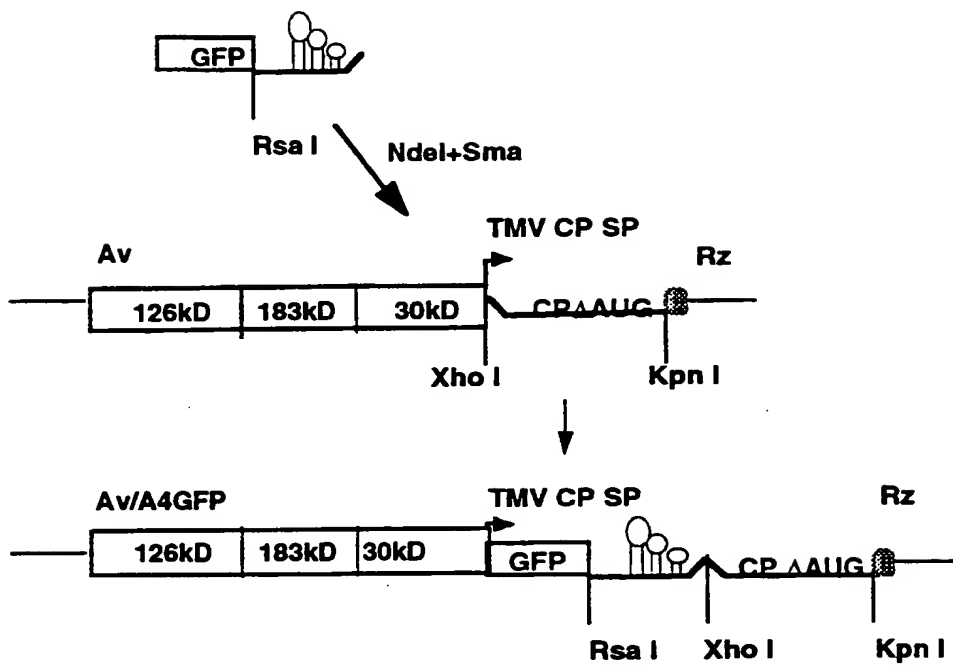 GFP
Rsa I
NdeI+Sma
TMV CP SP
Av
Rz
126kD 183kD 30kD CPΔAUG
Xho I Kpn I
Av/A4GFP TMV CP SP Rz
126kD 183kD 30kD GFP CP ΔAUG
Rsa I Xho I Kpn I